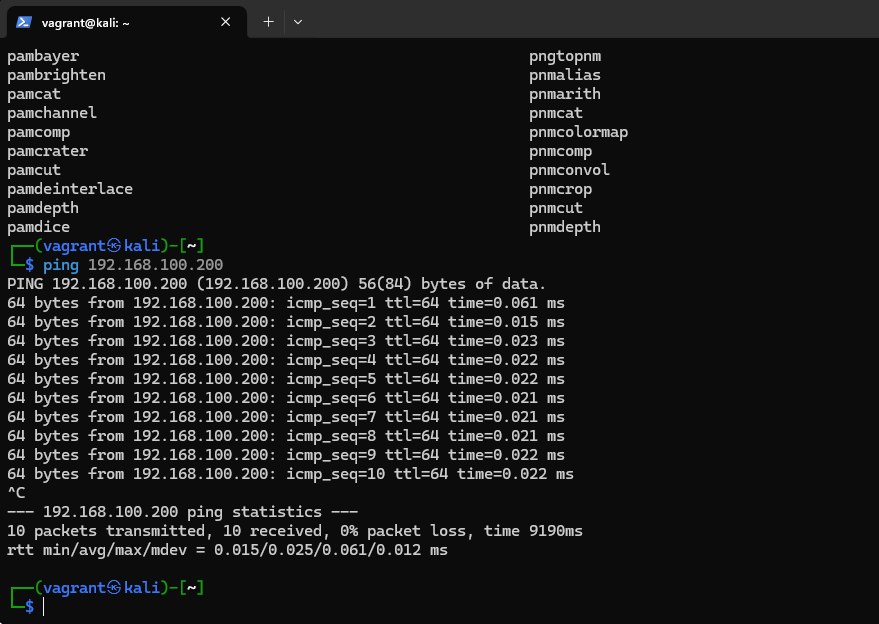 vagrant@kali: ~
pambayer pngtopnm
pambrighten pnmalias
pamcat pnmarith
pamchannel pnmcat
pamcomp pnmcolormap
pamcrater pnmcomp
pamcut pnmconvol
pamdeinterlace pnmcrop
pamdepth pnmcut
pamdice pnmdepth
┌──(vagrant㉿kali)-[~]
└─$ ping 192.168.100.200
PING 192.168.100.200 (192.168.100.200) 56(84) bytes of data.
64 bytes from 192.168.100.200: icmp_seq=1 ttl=64 time=0.061 ms
64 bytes from 192.168.100.200: icmp_seq=2 ttl=64 time=0.015 ms
64 bytes from 192.168.100.200: icmp_seq=3 ttl=64 time=0.023 ms
64 bytes from 192.168.100.200: icmp_seq=4 ttl=64 time=0.022 ms
64 bytes from 192.168.100.200: icmp_seq=5 ttl=64 time=0.022 ms
64 bytes from 192.168.100.200: icmp_seq=6 ttl=64 time=0.021 ms
64 bytes from 192.168.100.200: icmp_seq=7 ttl=64 time=0.021 ms
64 bytes from 192.168.100.200: icmp_seq=8 ttl=64 time=0.021 ms
64 bytes from 192.168.100.200: icmp_seq=9 ttl=64 time=0.022 ms
64 bytes from 192.168.100.200: icmp_seq=10 ttl=64 time=0.022 ms
^C
--- 192.168.100.200 ping statistics ---
10 packets transmitted, 10 received, 0% packet loss, time 9190ms
rtt min/avg/max/mdev = 0.015/0.025/0.061/0.012 ms
┌──(vagrant㉿kali)-[~]
└─$